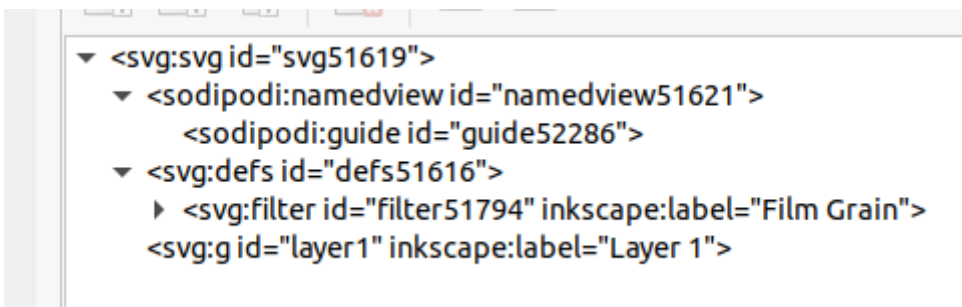 <svg:svg id="svg51619">
<sodipodi:namedview id="namedview51621">
<sodipodi:guide id="guide52286">
<svg:defs id="defs51616">
<svg:filter id="filter51794" inkscape:label="Film Grain">
<svg:g id="layer1" inkscape:label="Layer 1">